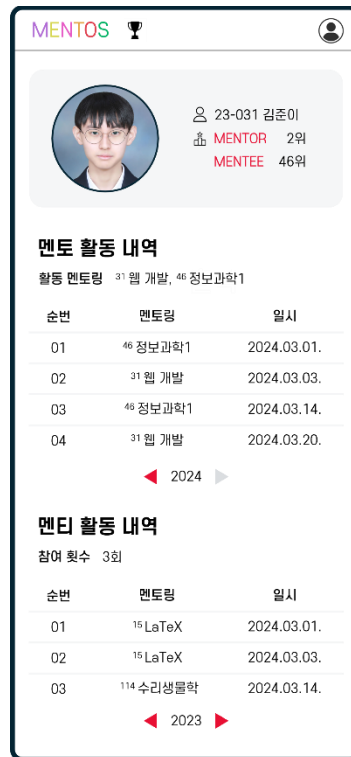 MENTOS
23-031 김준이
MENTOR 2위
MENTEE 46위
멘토 활동 내역
활동 멘토링 31 웹 개발, 46 정보과학1
순번 멘토링 일시
01 46 정보과학1 2024.03.01.
02 31 웹 개발 2024.03.03.
03 46 정보과학1 2024.03.14.
04 31 웹 개발 2024.03.20.
2024
멘티 활동 내역
참여 횟수 3회
순번 멘토링 일시
01 15 LaTeX 2024.03.01.
02 15 LaTeX 2024.03.03.
03 114 수리생물학 2024.03.14.
2023